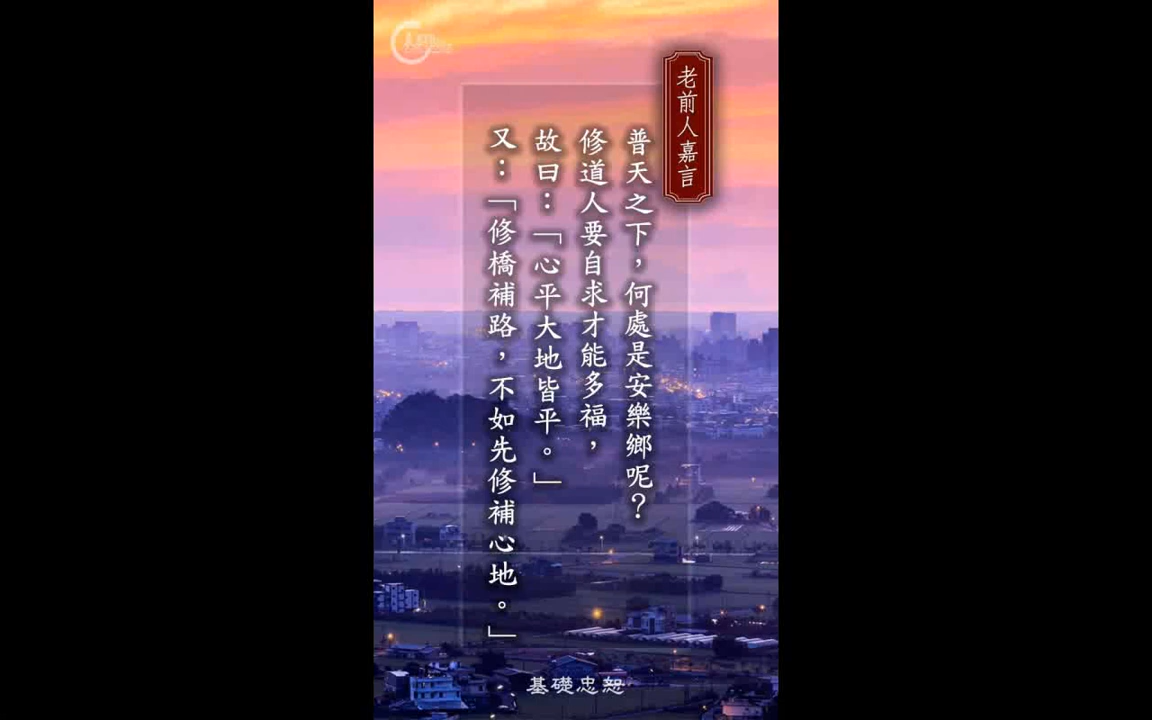 老前人嘉言
普天之下，何處是安樂鄉呢？
修道人要自求才能多福，
故曰：「心平大地皆平。」
又：「修橋補路，不如先修補心地。」
基礎忠恕